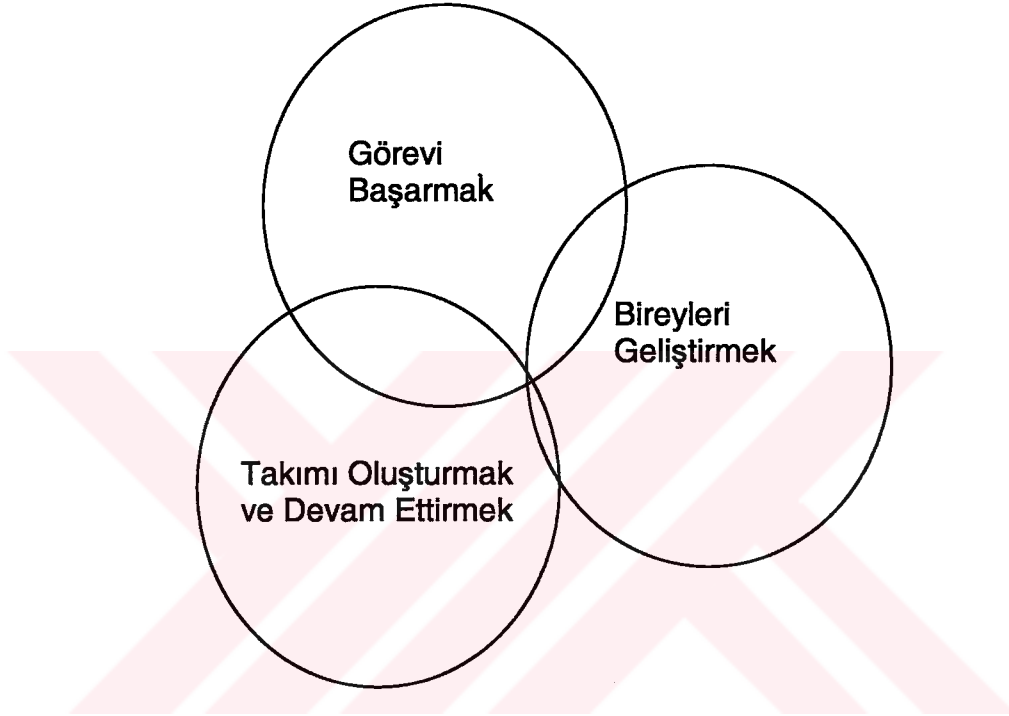 Görevi
Başarmak
Bireyleri
Geliştirmek
Takımı Oluşturmak
ve Devam Ettirmek